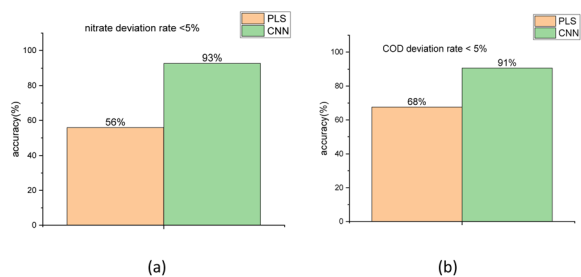 nitrate deviation rate <5%
PLS
CNN
100
80
60
40
20
0
accuracy(%)
56%
93%
(a)
COD deviation rate < 5%
PLS
CNN
100
80
60
40
20
0
accuracy(%)
68%
91%
(b)